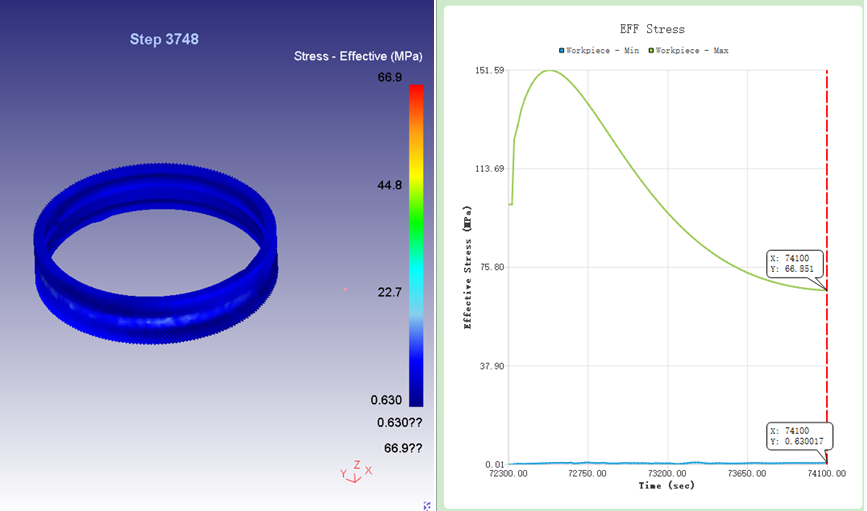 Step 3748
Stress - Effective (MPa)
66.9
44.8
22.7
0.630
0.630??
66.9??
Z
Y X
EFF Stress
Workpiece - Min Workpiece - Max
151.59
113.69
75.80
37.90
0.01
Effective Stress (MPa)
X: 74100
Y: 66.851
X: 74100
Y: 0.630017
72300.00 72750.00 73200.00 73650.00 74100.00
Time (sec)